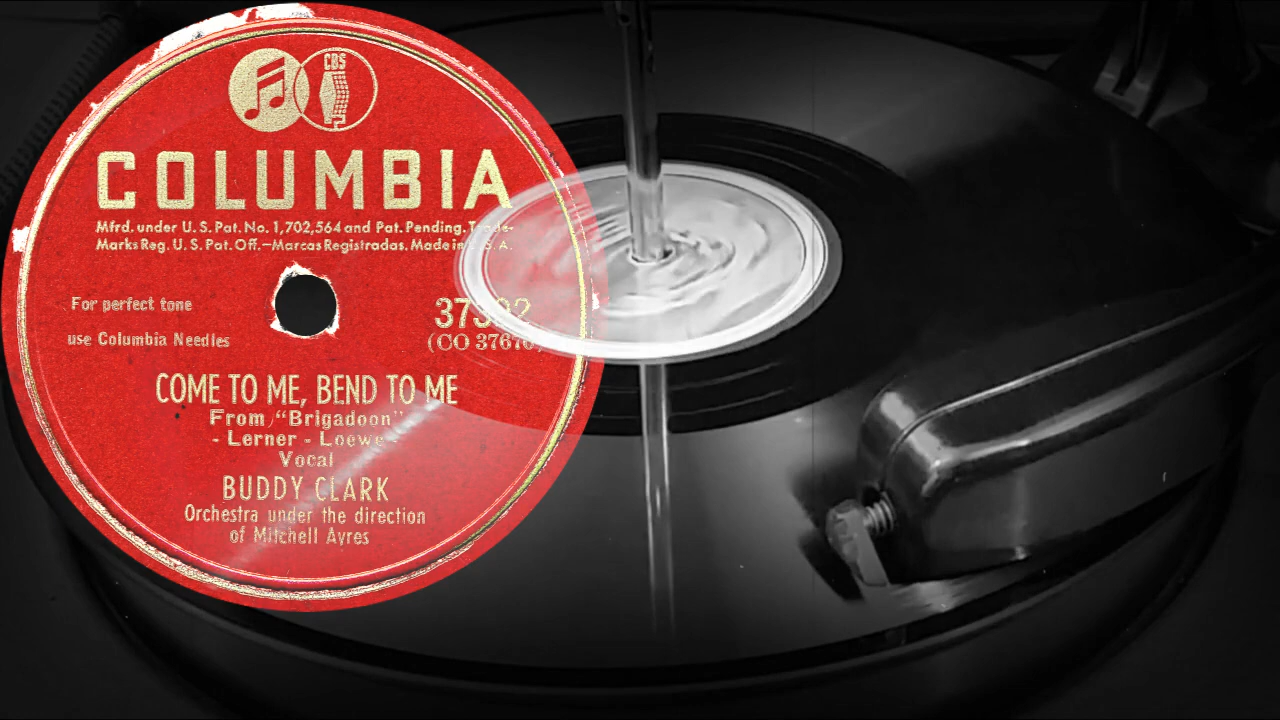 CBS
COLUMBIA
Mfrd. under U. S. Pat. No. 1,702,564 and Pat. Pending. Trade-
Marks Reg. U. S. Pat. Off.—Marcas Registradas. Made in U. S. A.
For perfect tone
use Columbia Needles
(CO 37670)
COME TO ME, BEND TO ME
From "Brigadoon"
- Lerner - Loewe -
Vocal
BUDDY CLARK
Orchestra under the direction
of Mitchell Ayres